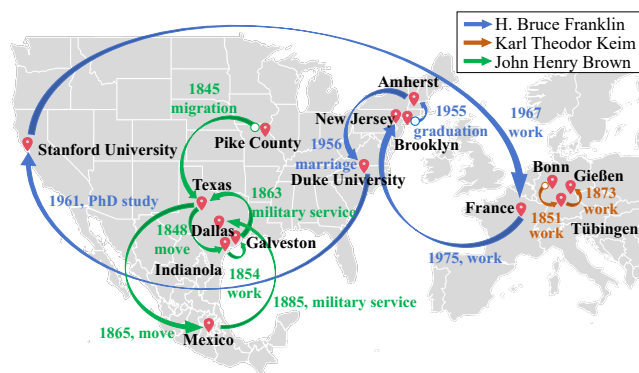 H. Bruce Franklin
Karl Theodor Keim
John Henry Brown
1845
migration
Amherst
New Jersey
1955
graduation
1967
work
Stanford University
Pike County
1956
marriage
Brooklyn
Duke University
Bonn
Gießen
Texas
1863
military service
1961, PhD study
France
1873
work
1851
work
Tübingen
1848
move
Dallas
Galveston
Indianola
1854
work
1975, work
1885, military service
1865, move
Mexico